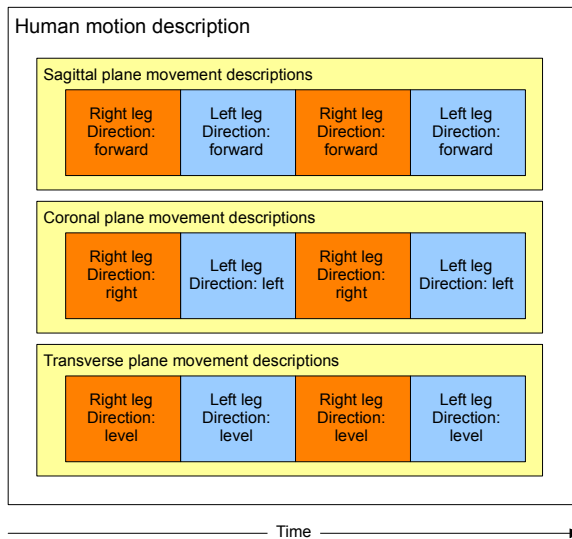 Human motion description
Sagittal plane movement descriptions
Right leg
Direction:
forward
Left leg
Direction:
forward
Right leg
Direction:
forward
Left leg
Direction:
forward
Coronal plane movement descriptions
Right leg
Direction:
right
Left leg
Direction: left
Right leg
Direction:
right
Left leg
Direction: left
Transverse plane movement descriptions
Right leg
Direction:
level
Left leg
Direction:
level
Right leg
Direction:
level
Left leg
Direction:
level
Time